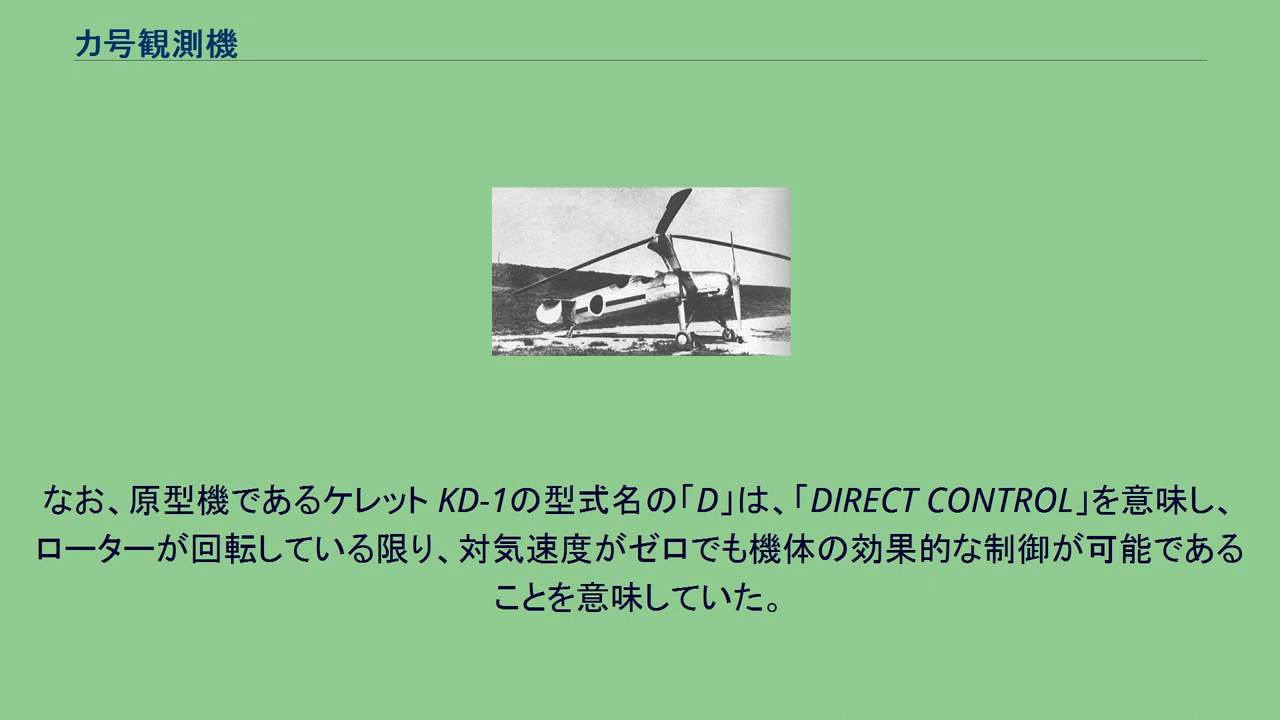 カ号観測機
なお、原型機であるケレット KD-1の型式名の「D」は、「DIRECT CONTROL」を意味し、
ローターが回転している限り、対気速度がゼロでも機体の効果的な制御が可能である
ことを意味していた。